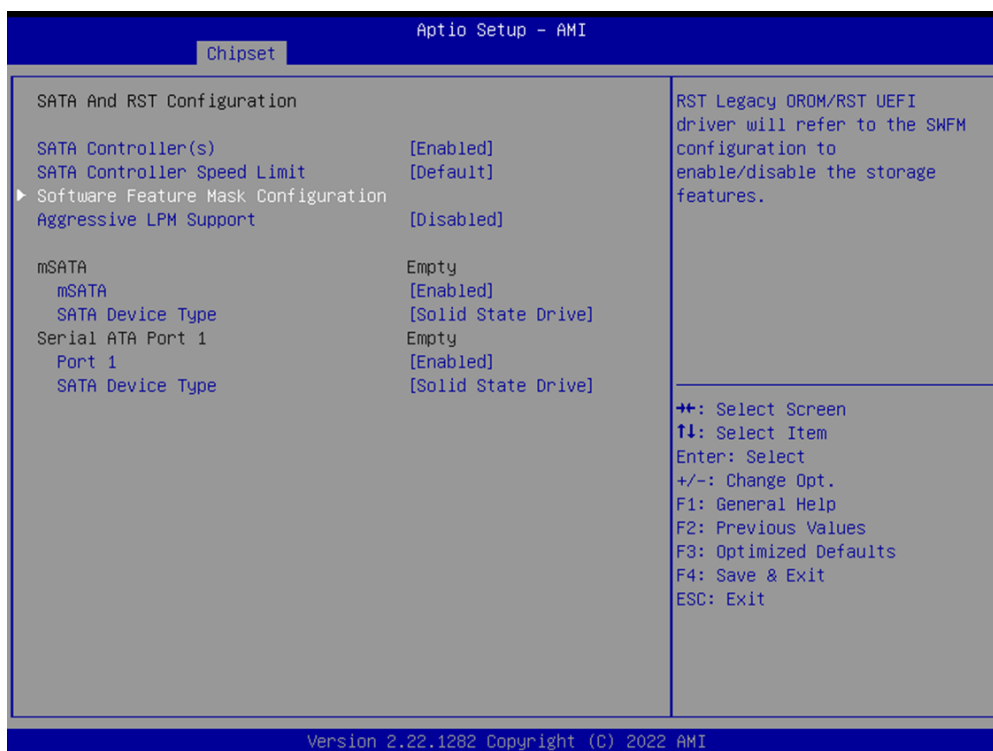 Aptio Setup – AMI
Chipset
SATA And RST Configuration
SATA Controller(s) [Enabled]
SATA Controller Speed Limit [Default]
Software Feature Mask Configuration
Aggressive LPM Support [Disabled]
mSATA Empty
mSATA [Enabled]
SATA Device Type [Solid State Drive]
Serial ATA Port 1 Empty
Port 1 [Enabled]
SATA Device Type [Solid State Drive]
RST Legacy OROM/RST UEFI
driver will refer to the SWFM
configuration to
enable/disable the storage
features.
→←: Select Screen
↑↓: Select Item
Enter: Select
+/-: Change Opt.
F1: General Help
F2: Previous Values
F3: Optimized Defaults
F4: Save & Exit
ESC: Exit
Version 2.22.1282 Copyright (C) 2022 AMI